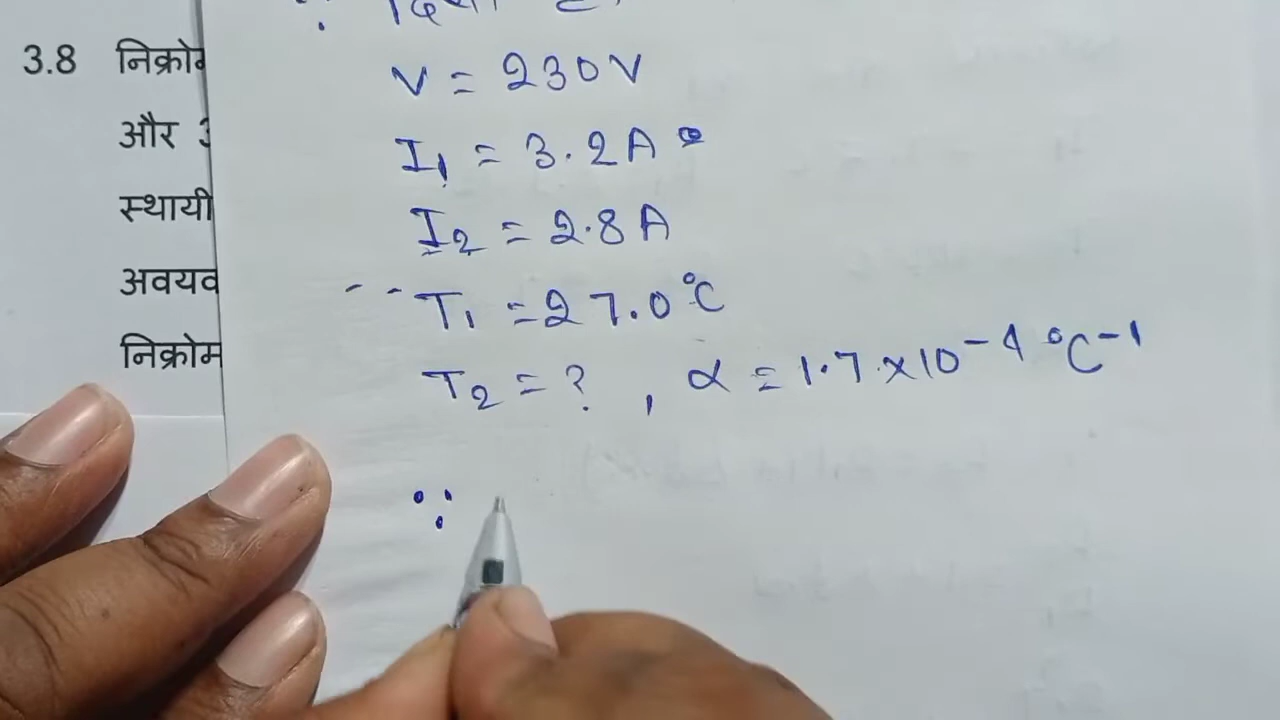 दिया है
3.8 निक्रोम
V = 230V
और
I₁ = 3.2A
स्थायी
I₂ = 2.8A
अवयव
T₁ = 27.0°C
निक्रोम
T₂ = ? , α = 1.7 × 10⁻⁴ °C⁻¹
∵